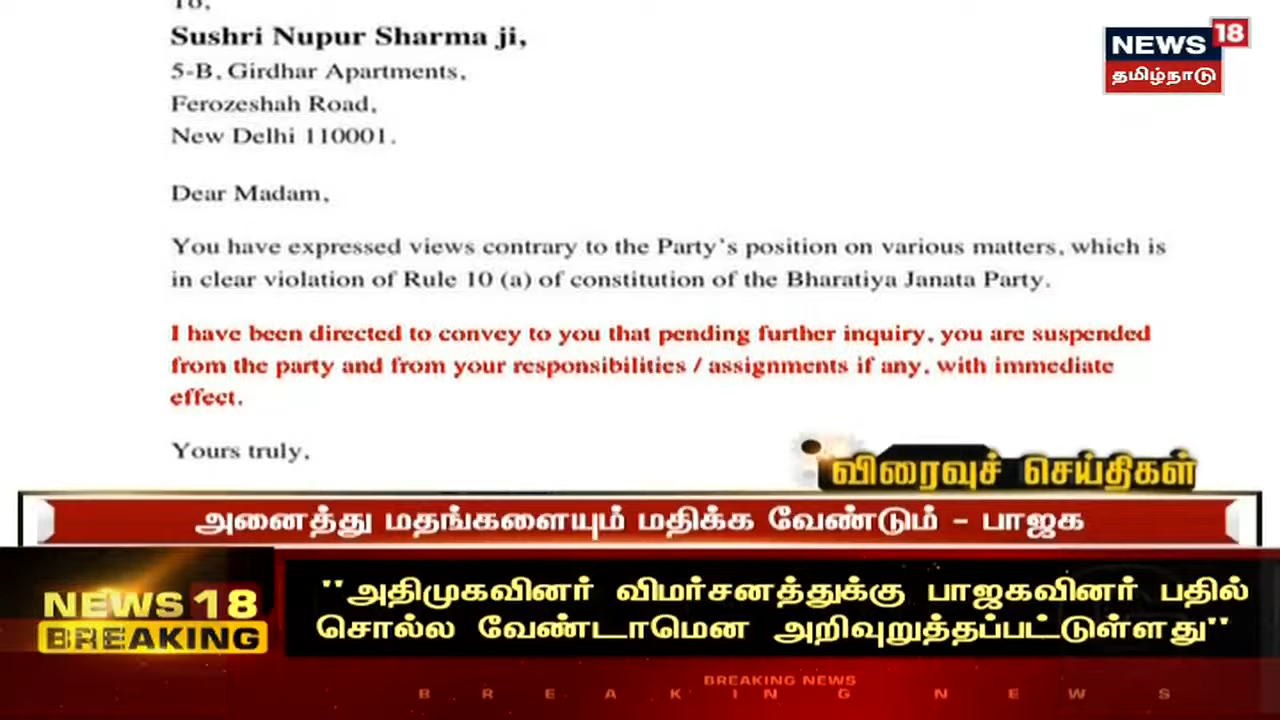 To,
Sushri Nupur Sharma ji,
5-B, Girdhar Apartments,
Ferozeshah Road,
New Delhi 110001.
Dear Madam,
You have expressed views contrary to the Party's position on various matters, which is
in clear violation of Rule 10 (a) of constitution of the Bharatiya Janata Party.
I have been directed to convey to you that pending further inquiry, you are suspended
from the party and from your responsibilities / assignments if any, with immediate
effect.
Yours truly,
NEWS 18
தமிழ்நாடு
விரைவுச் செய்திகள்
அனைத்து மதங்களையும் மதிக்க வேண்டும் - பாஜக
NEWS 18
BREAKING
"அதிமுகவினர் விமர்சனத்துக்கு பாஜகவினர் பதில்
சொல்ல வேண்டாமென அறிவுறுத்தப்பட்டுள்ளது"
BREAKING NEWS
BREAKING NEWS